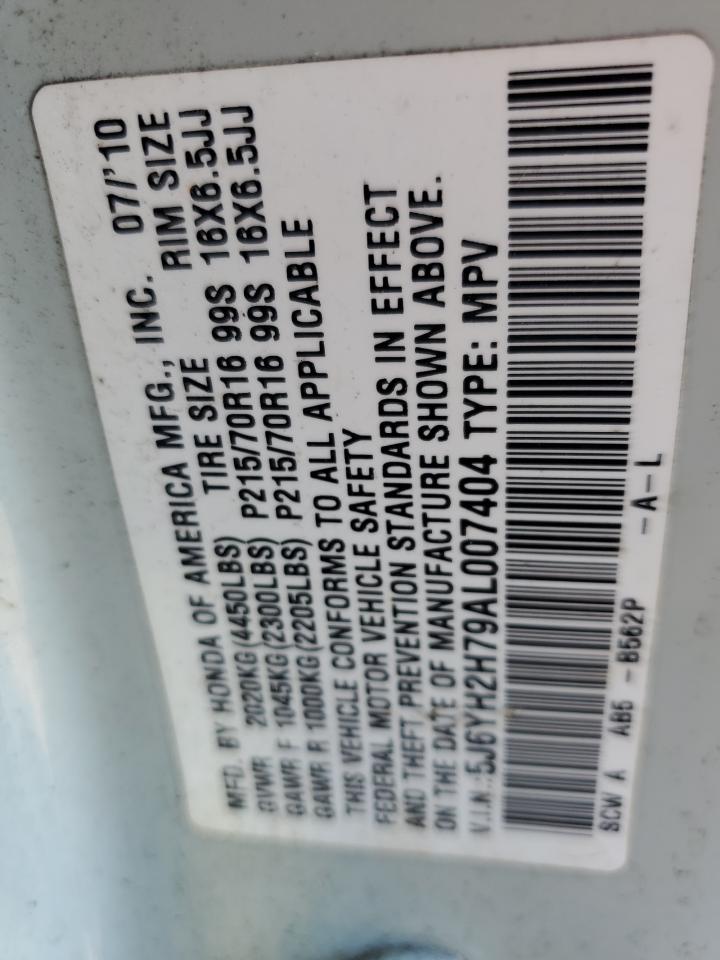 MFD. BY HONDA OF AMERICA MFG., INC. 07/'10
GVWR 2020KG(4450LBS) TIRE SIZE RIM SIZE
GAWR F 1045KG(2300LBS) P215/70R16 99S 16X6.5JJ
GAWR R 1000KG(2205LBS) P215/70R16 99S 16X6.5JJ
THIS VEHICLE CONFORMS TO ALL APPLICABLE
FEDERAL MOTOR VEHICLE SAFETY
AND THEFT PREVENTION STANDARDS IN EFFECT
ON THE DATE OF MANUFACTURE SHOWN ABOVE.
V.I.N.:5J6YH2H79AL007404 TYPE: MPV
SCW A AB5 -B562P -A-L